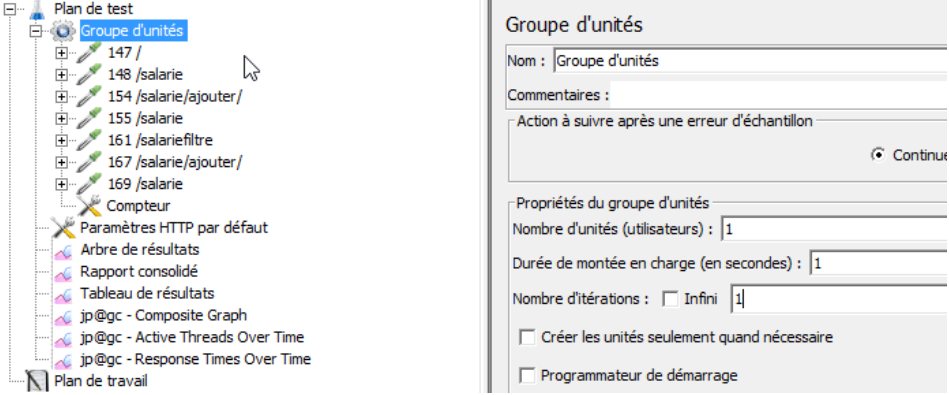 Plan de test
Groupe d'unités
147 /
148 /salarie
154 /salarie/ajouter/
155 /salarie
161 /salariefiltre
167 /salarie/ajouter/
169 /salarie
Compteur
Paramètres HTTP par défaut
Arbre de résultats
Rapport consolidé
Tableau de résultats
jp@gc - Composite Graph
jp@gc - Active Threads Over Time
jp@gc - Response Times Over Time
Plan de travail
Groupe d'unités
Nom : Groupe d'unités
Commentaires :
Action à suivre après une erreur d'échantillon
Continue
Propriétés du groupe d'unités
Nombre d'unités (utilisateurs) : 1
Durée de montée en charge (en secondes) : 1
Nombre d'itérations : Infini 1
Créer les unités seulement quand nécessaire
Programmateur de démarrage